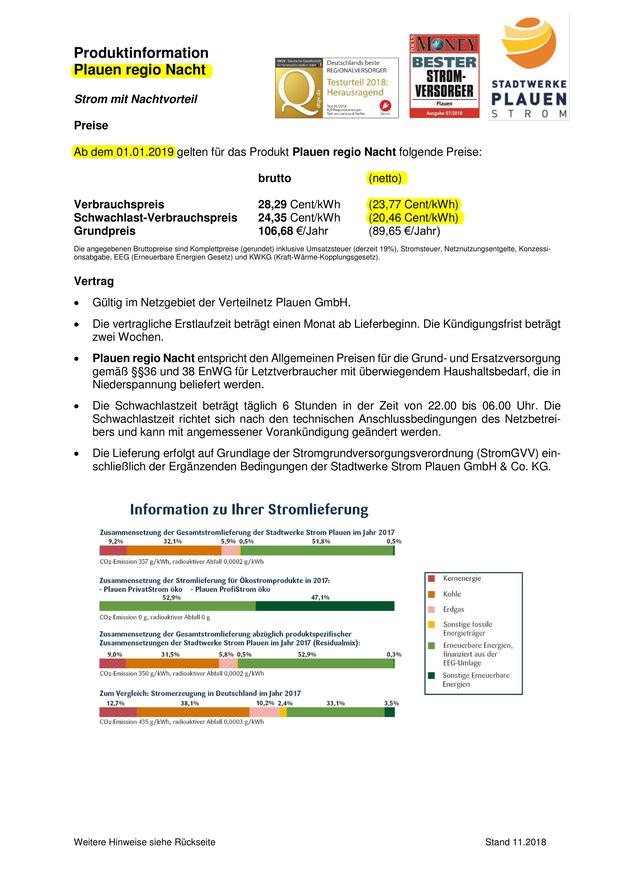 Produktinformation
Plauen regio Nacht
Strom mit Nachtvorteil
Deutschlands beste
REGIONALVERSORGER
Testurteil 2018:
Herausragend
Q
FOCUS MONEY
BESTER
STROM-
VERSORGER
Plauen
Ausgabe 07/2018
STADTWERKE
PLAUEN
STROM
Preise
Ab dem 01.01.2019 gelten für das Produkt Plauen regio Nacht folgende Preise:
brutto (netto)
Verbrauchspreis 28,29 Cent/kWh (23,77 Cent/kWh)
Schwachlast-Verbrauchspreis 24,35 Cent/kWh (20,46 Cent/kWh)
Grundpreis 106,68 €/Jahr (89,65 €/Jahr)
Die angegebenen Bruttopreise sind Komplettpreise (gerundet) inklusive Umsatzsteuer (derzeit 19%), Stromsteuer, Netznutzungsentgelte, Konzessi-
onsabgabe, EEG (Erneuerbare Energien Gesetz) und KWKG (Kraft-Wärme-Kopplungsgesetz).
Vertrag
• Gültig im Netzgebiet der Verteilnetz Plauen GmbH.
• Die vertragliche Erstlaufzeit beträgt einen Monat ab Lieferbeginn. Die Kündigungsfrist beträgt
zwei Wochen.
• Plauen regio Nacht entspricht den Allgemeinen Preisen für die Grund- und Ersatzversorgung
gemäß §§36 und 38 EnWG für Letztverbraucher mit überwiegendem Haushaltsbedarf, die in
Niederspannung beliefert werden.
• Die Schwachlastzeit beträgt täglich 6 Stunden in der Zeit von 22.00 bis 06.00 Uhr. Die
Schwachlastzeit richtet sich nach den technischen Anschlussbedingungen des Netzbetrei-
bers und kann mit angemessener Vorankündigung geändert werden.
• Die Lieferung erfolgt auf Grundlage der Stromgrundversorgungsverordnung (StromGVV) ein-
schließlich der Ergänzenden Bedingungen der Stadtwerke Strom Plauen GmbH & Co. KG.
Information zu Ihrer Stromlieferung
Zusammensetzung der Gesamtstromlieferung der Stadtwerke Strom Plauen im Jahr 2017
9,2% 32,1% 5,9% 0,5% 51,8% 0,5%
CO2-Emission 357 g/kWh, radioaktiver Abfall 0,0002 g/kWh
Zusammensetzung der Stromlieferung für Ökostromprodukte in 2017:
- Plauen PrivatStrom öko - Plauen ProfiStrom öko
52,9% 47,1%
CO2-Emission 0 g, radioaktiver Abfall 0 g
Zusammensetzung der Gesamtstromlieferung abzüglich produktspezifischer
Zusammensetzungen der Stadtwerke Strom Plauen im Jahr 2017 (Residualmix):
9,0% 31,5% 5,8% 0,5% 52,9% 0,3%
CO2-Emission 350 g/kWh, radioaktiver Abfall 0,0002 g/kWh
Zum Vergleich: Stromerzeugung in Deutschland im Jahr 2017
12,7% 38,1% 10,2% 2,4% 33,1% 3,5%
CO2-Emission 435 g/kWh, radioaktiver Abfall 0,0003 g/kWh
Kernenergie
Kohle
Erdgas
Sonstige fossile
Energieträger
Erneuerbare Energien,
finanziert aus der
EEG-Umlage
Sonstige Erneuerbare
Energien
Weitere Hinweise siehe Rückseite Stand 11.2018